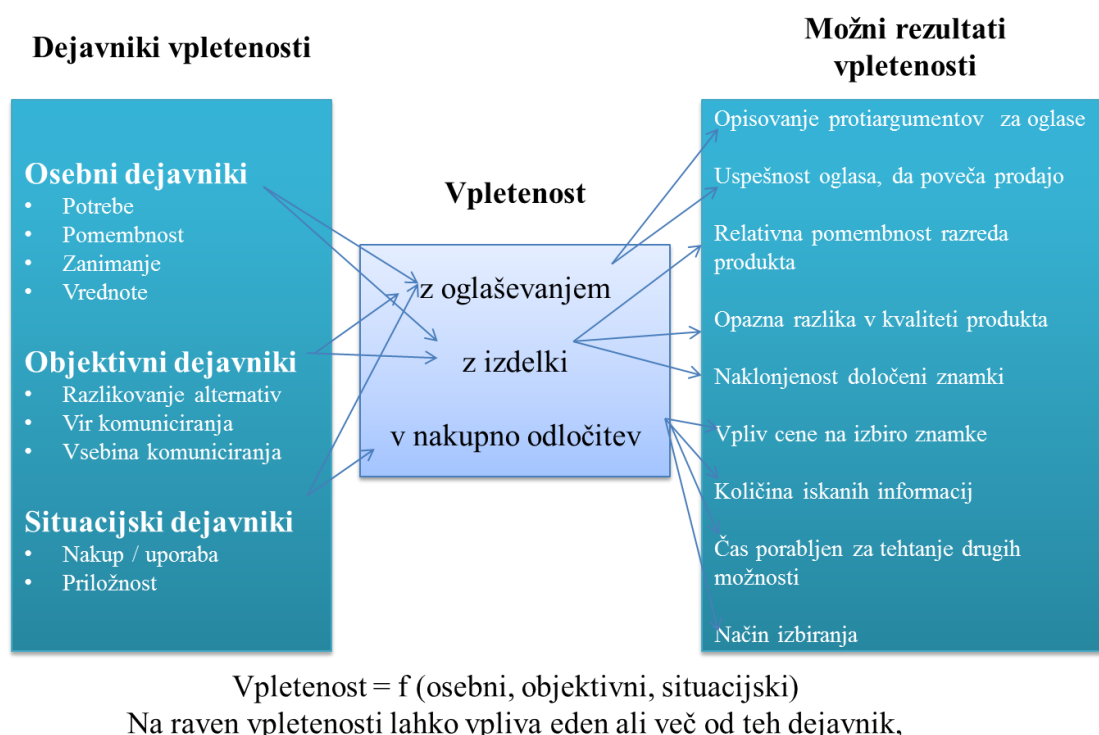 Dejavniki vpletenosti
Možni rezultati
vpletenosti
Osebni dejavniki
• Potrebe
• Pomembnost
• Zanimanje
• Vrednote
Objektivni dejavniki
• Razlikovanje alternativ
• Vir komuniciranja
• Vsebina komuniciranja
Situacijski dejavniki
• Nakup / uporaba
• Priložnost
Vpletenost
z oglaševanjem
z izdelki
v nakupno odločitev
Opisovanje protiargumentov za oglase
Uspešnost oglasa, da poveča prodajo
Relativna pomembnost razreda
produkta
Opazna razlika v kvaliteti produkta
Naklonjenost določeni znamki
Vpliv cene na izbiro znamke
Količina iskanih informacij
Čas porabljen za tehtanje drugih
možnosti
Način izbiranja
Vpletenost = f (osebni, objektivni, situacijski)
Na raven vpletenosti lahko vpliva eden ali več od teh dejavnik,